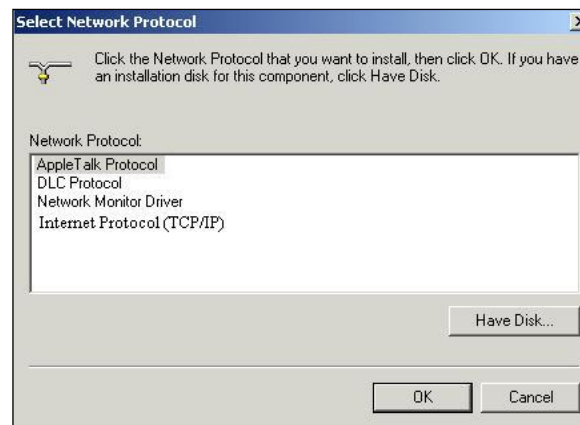 Select Network Protocol
Click the Network Protocol that you want to install, then click OK. If you have
an installation disk for this component, click Have Disk.
Network Protocol:
AppleTalk Protocol
DLC Protocol
Network Monitor Driver
Internet Protocol (TCP/IP)
Have Disk...
OK
Cancel